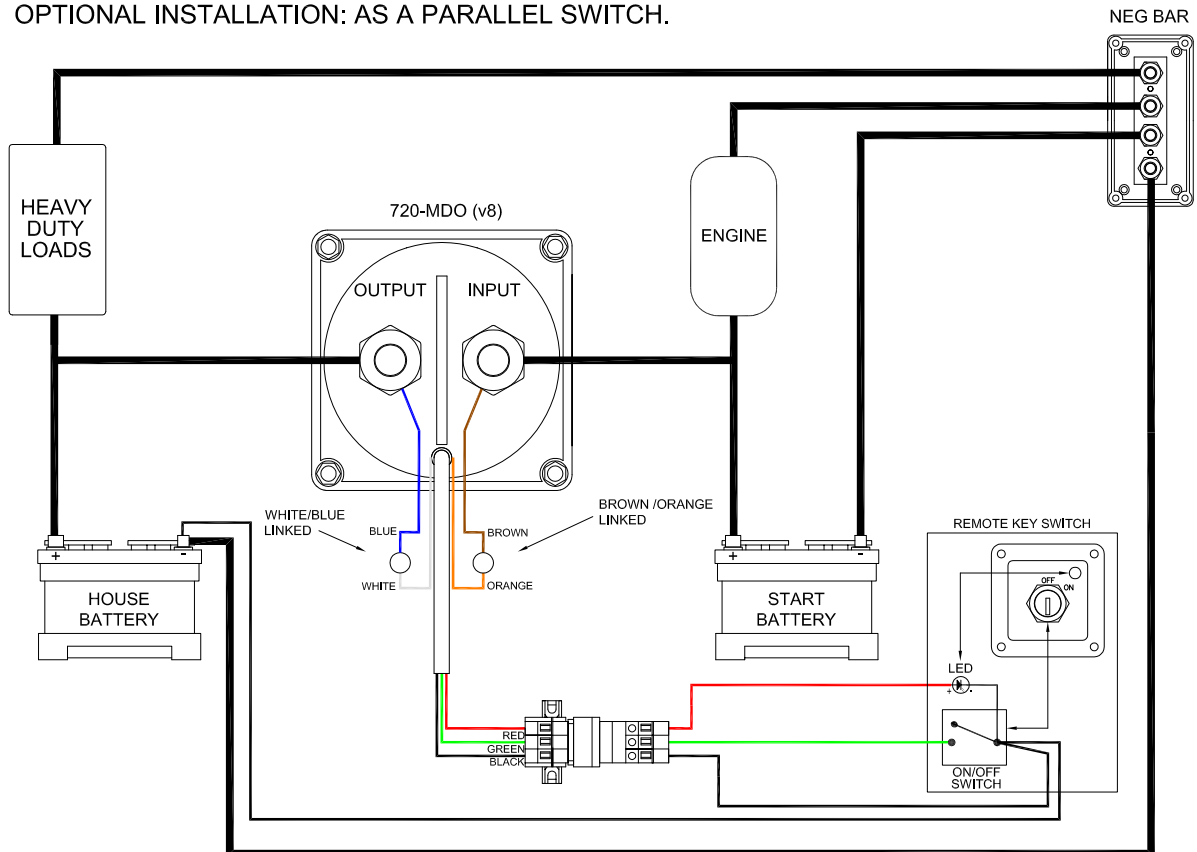 OPTIONAL INSTALLATION: AS A PARALLEL SWITCH.
NEG BAR
HEAVY
DUTY
LOADS
720-MDO (v8)
OUTPUT
INPUT
ENGINE
WHITE/BLUE
LINKED
BLUE
WHITE
BROWN
ORANGE
BROWN /ORANGE
LINKED
+
-
HOUSE
BATTERY
+
-
START
BATTERY
REMOTE KEY SWITCH
OFF
ON
LED
+
-
ON/OFF
SWITCH
RED
GREEN
BLACK